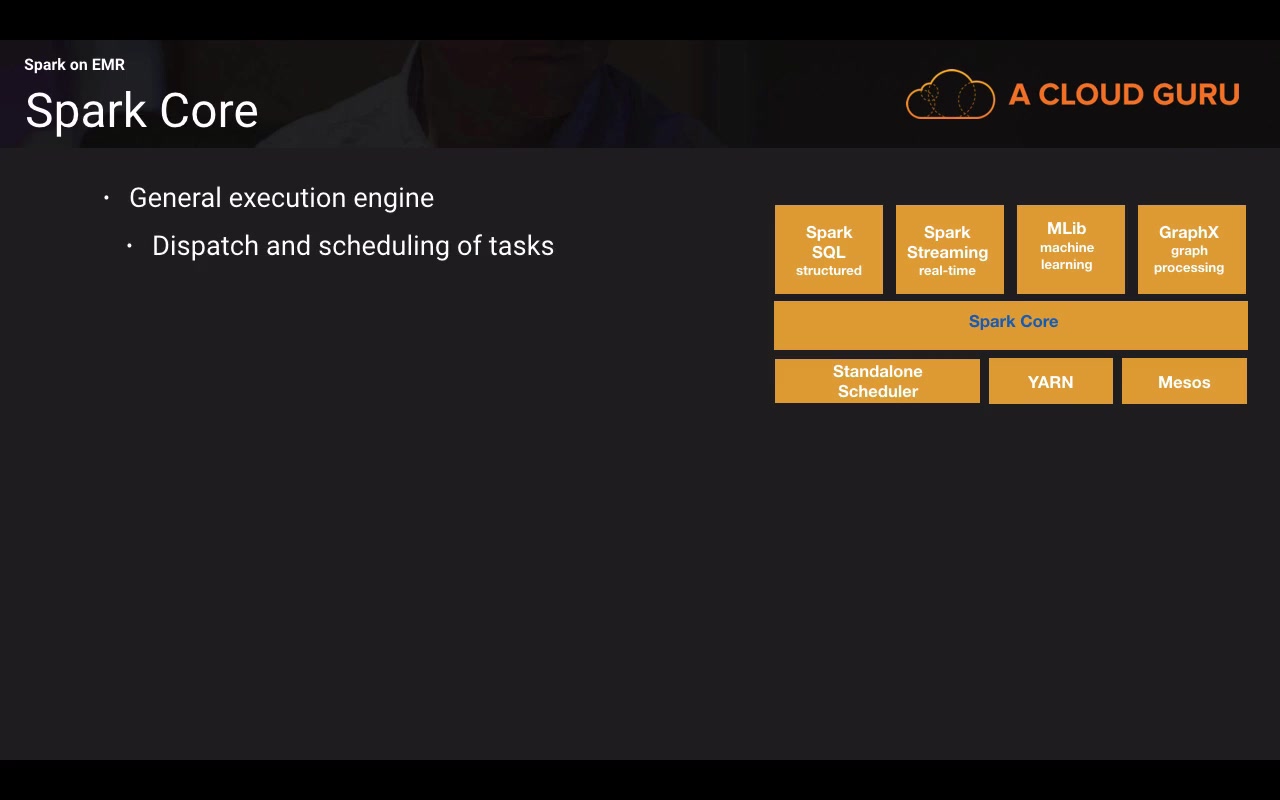 Spark on EMR
Spark Core
A CLOUD GURU
· General execution engine
· Dispatch and scheduling of tasks
Spark
SQL
structured
Spark
Streaming
real-time
MLib
machine
learning
GraphX
graph
processing
Spark Core
Standalone
Scheduler
YARN
Mesos